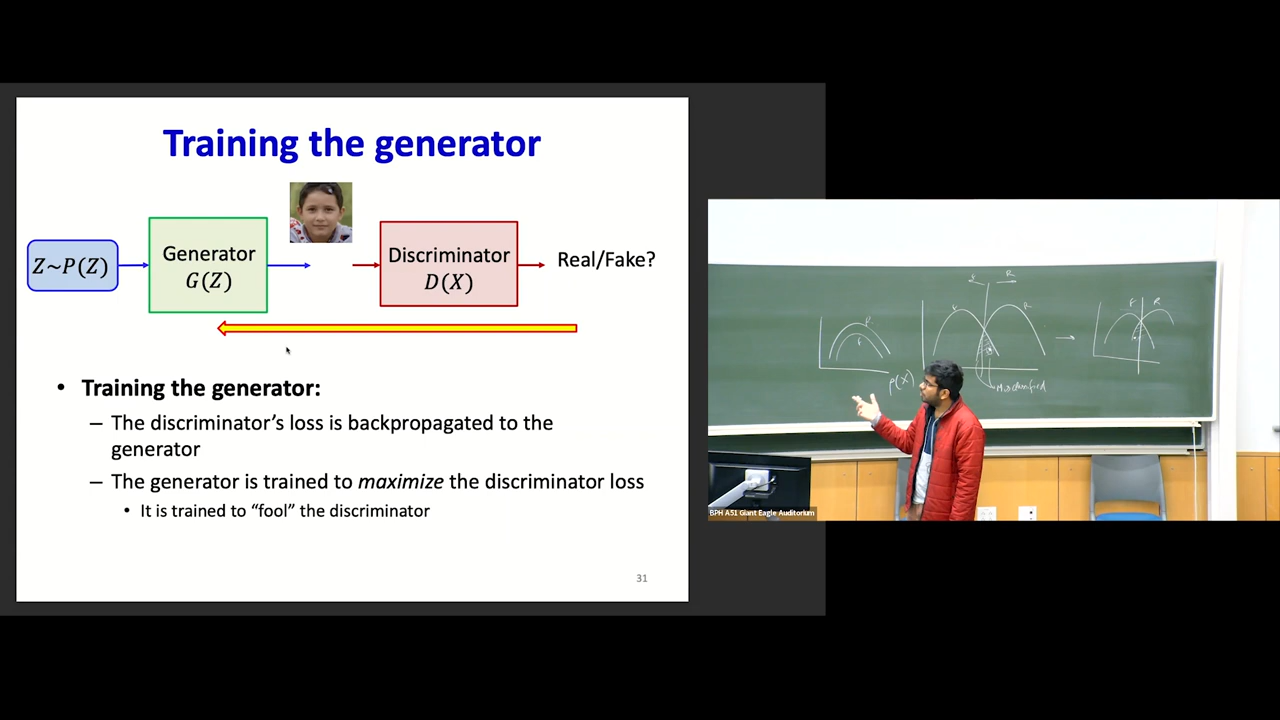 Training the generator
Z~P(Z)
Generator
G(Z)
Discriminator
D(X)
Real/Fake?
• Training the generator:
– The discriminator's loss is backpropagated to the
generator
– The generator is trained to maximize the discriminator loss
• It is trained to "fool" the discriminator
31
R
F
R
R
F
R
P(X)
Misclassified
BPH A51 Giant Eagle Auditorium